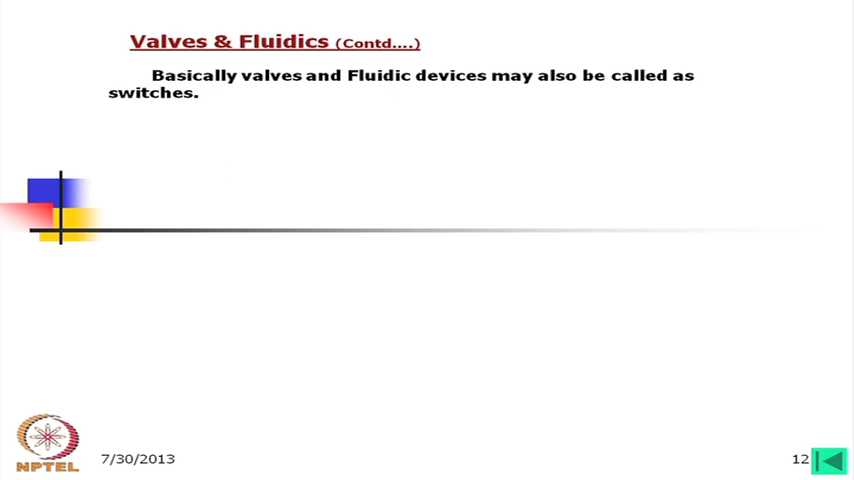 Valves & Fluidics (Contd....)
Basically valves and Fluidic devices may also be called as
switches.
NPTEL
7/30/2013
12